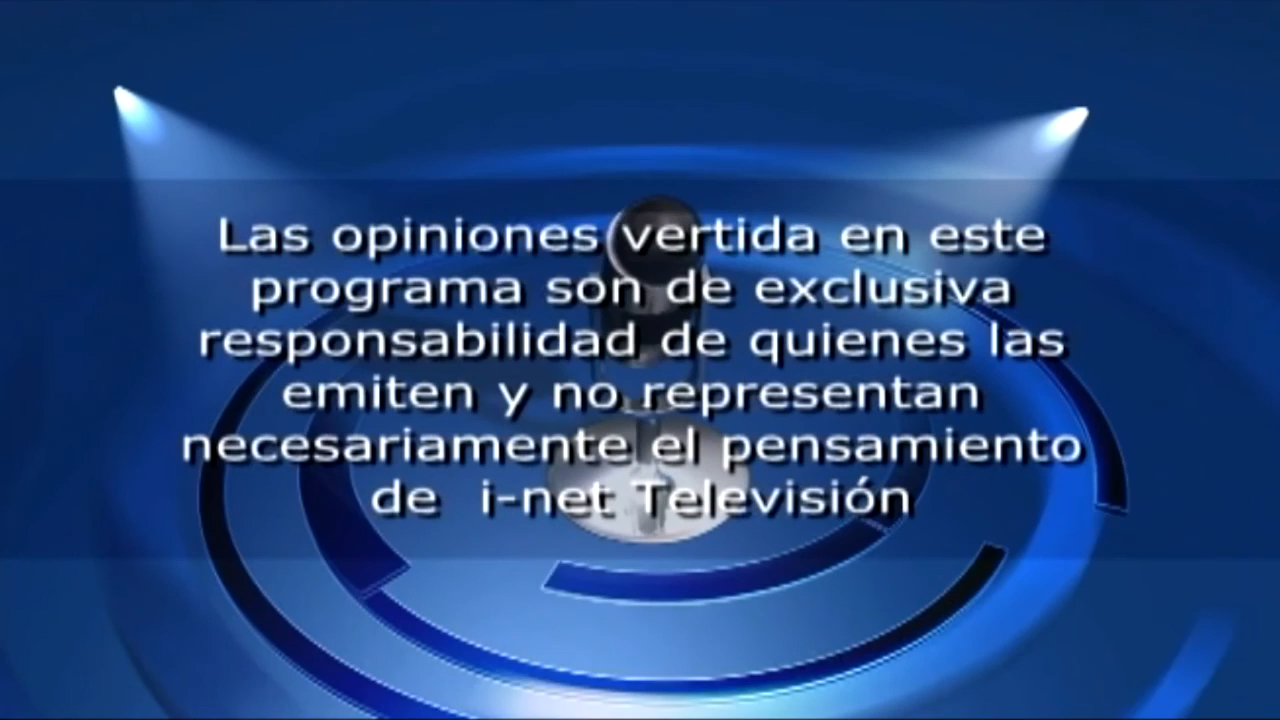 Las opiniones vertida en este
programa son de exclusiva
responsabilidad de quienes las
emiten y no representan
necesariamente el pensamiento
de i-net Televisión